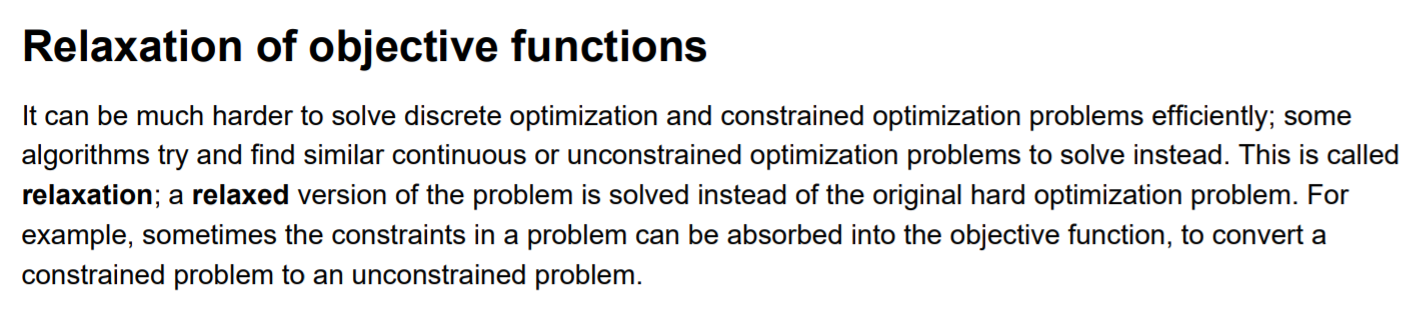 Relaxation of objective functions
It can be much harder to solve discrete optimization and constrained optimization problems efficiently; some
algorithms try and find similar continuous or unconstrained optimization problems to solve instead. This is called
relaxation; a relaxed version of the problem is solved instead of the original hard optimization problem. For
example, sometimes the constraints in a problem can be absorbed into the objective function, to convert a
constrained problem to an unconstrained problem.